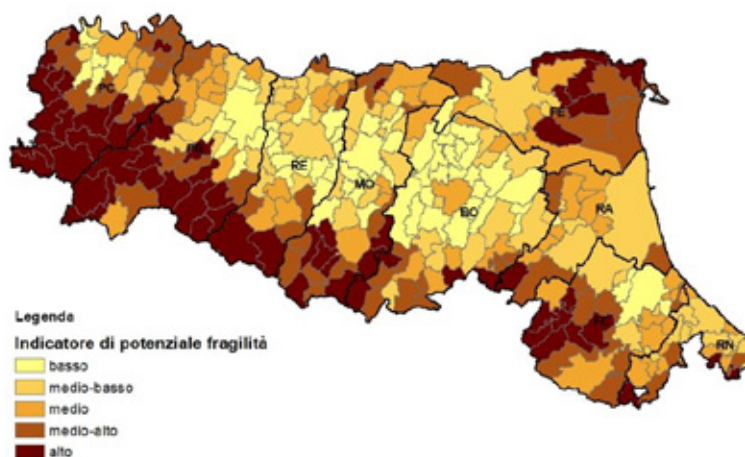 PC
FE
RE
MO
BO
RA
RN
Legenda
Indicatore di potenziale fragilità
basso
medio-basso
medio
medio-alto
alto